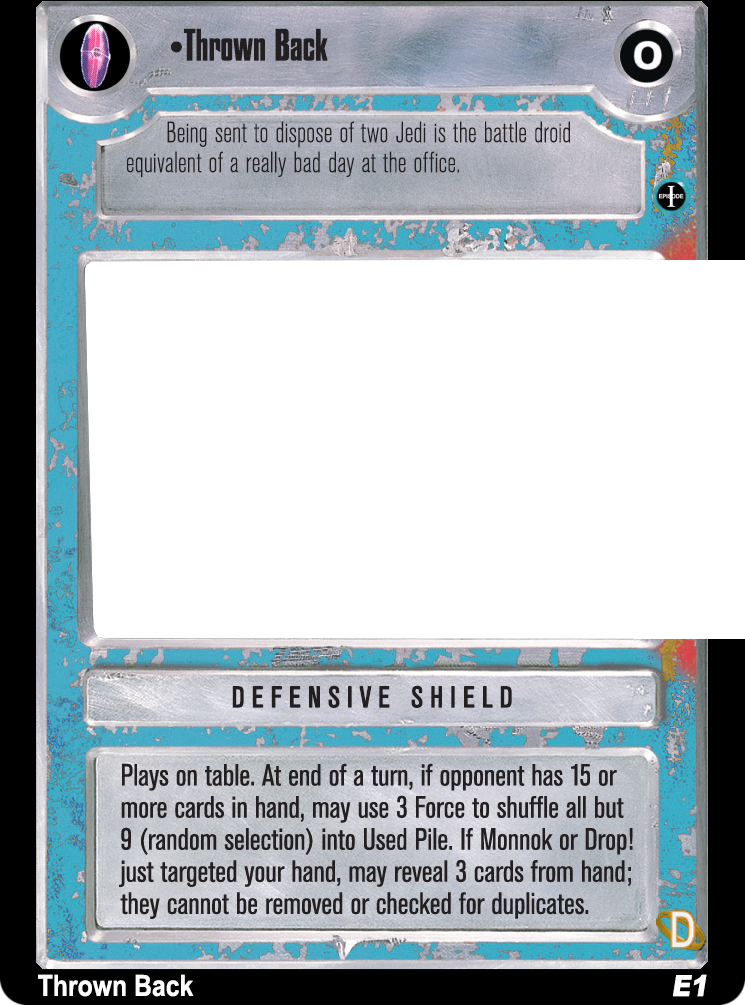 •Thrown Back
O
Being sent to dispose of two Jedi is the battle droid
equivalent of a really bad day at the office.
EPISODE
I
DEFENSIVE SHIELD
Plays on table. At end of a turn, if opponent has 15 or
more cards in hand, may use 3 Force to shuffle all but
9 (random selection) into Used Pile. If Monnok or Drop!
just targeted your hand, may reveal 3 cards from hand;
they cannot be removed or checked for duplicates.
D
Thrown Back
E1